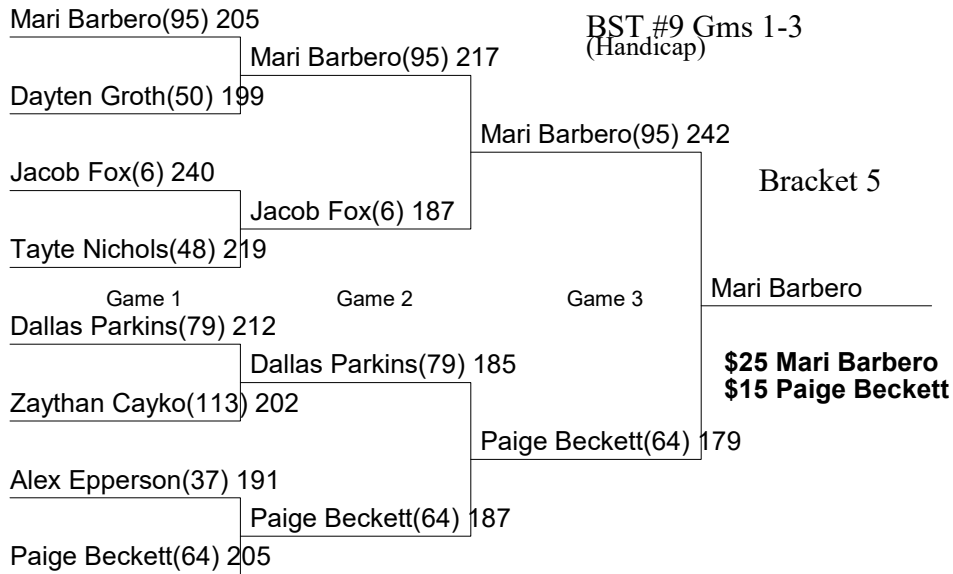 Mari Barbero(95) 205
BST #9 Gms 1-3
(Handicap)
Mari Barbero(95) 217
Dayten Groth(50) 199
Mari Barbero(95) 242
Jacob Fox(6) 240
Bracket 5
Jacob Fox(6) 187
Tayte Nichols(48) 219
Game 1
Game 2
Game 3
Mari Barbero
Dallas Parkins(79) 212
Dallas Parkins(79) 185
$25 Mari Barbero
$15 Paige Beckett
Zaythan Cayko(113) 202
Paige Beckett(64) 179
Alex Epperson(37) 191
Paige Beckett(64) 187
Paige Beckett(64) 205